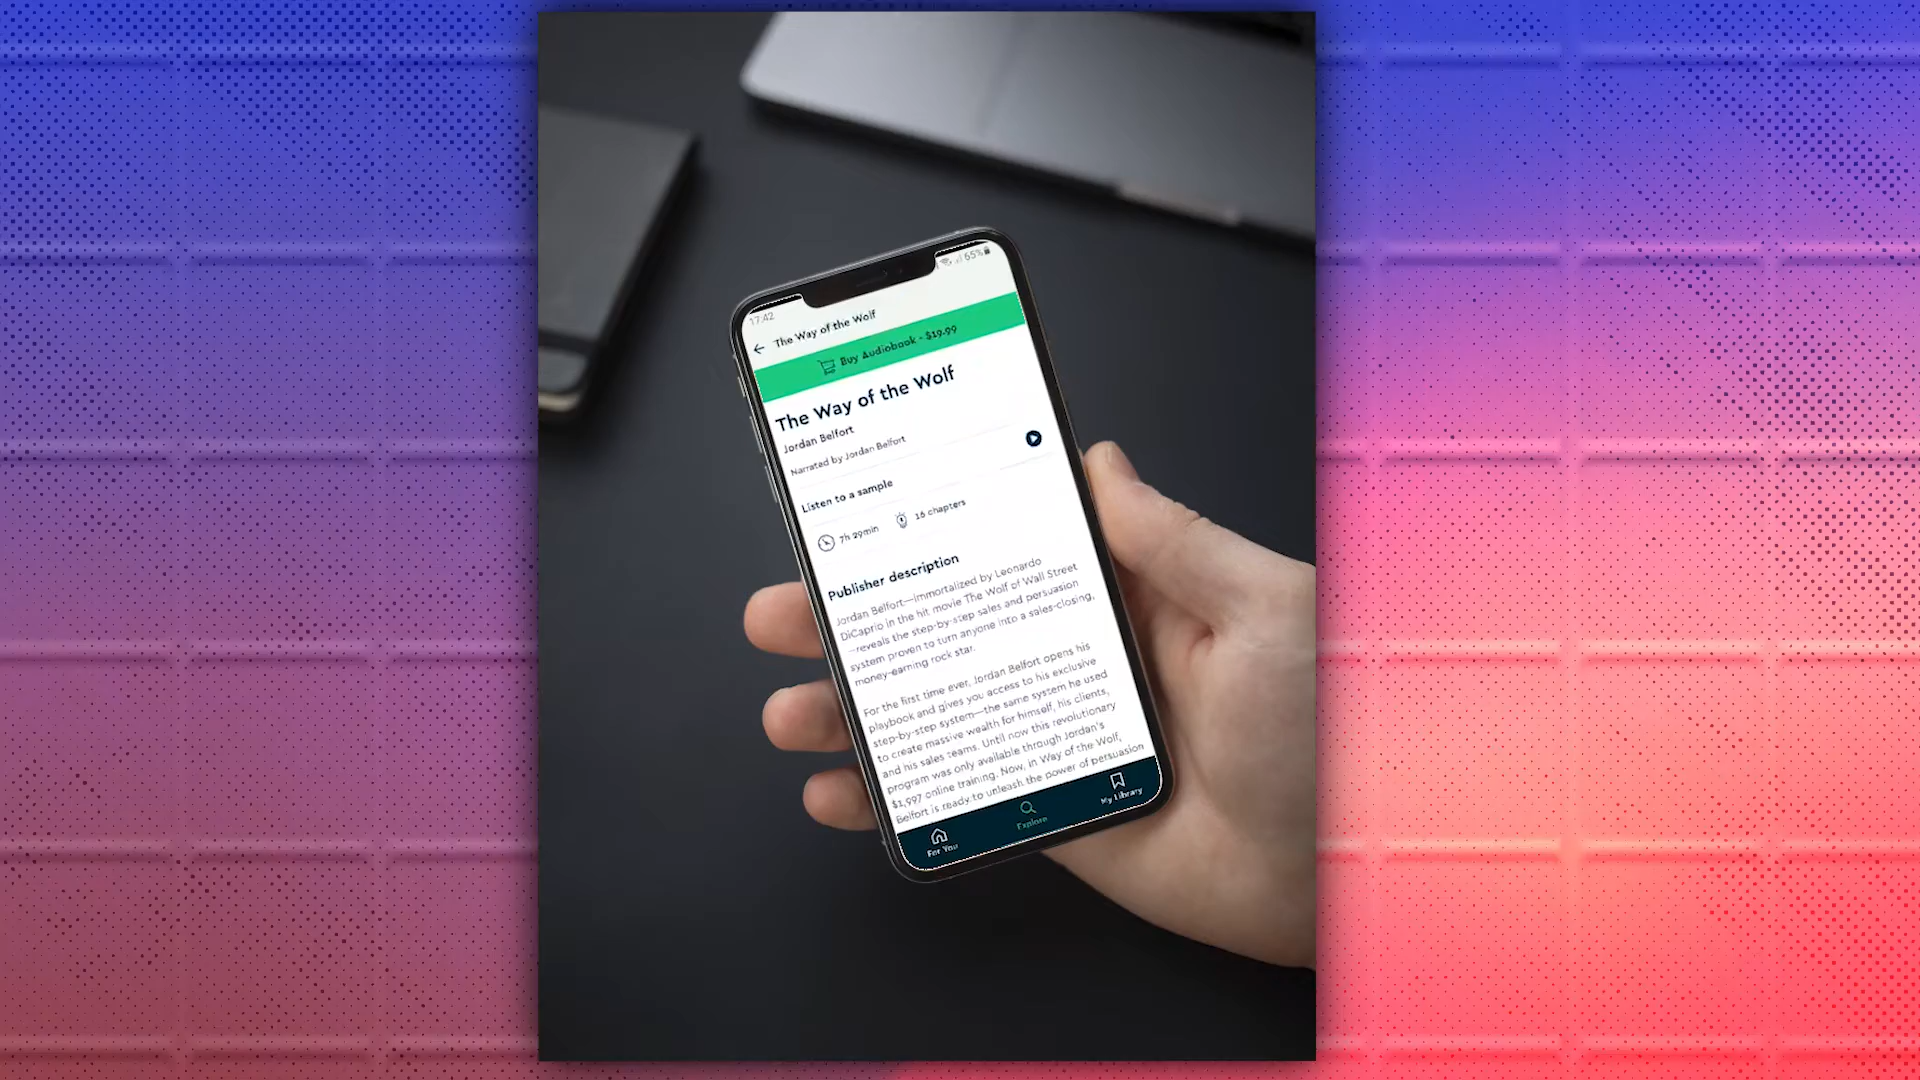 17:42
65%
The Way of the Wolf
Buy Audiobook - $19.99
The Way of the Wolf
Jordan Belfort
Narrated by Jordan Belfort
Listen to a sample
7h 29min
16 chapters
Publisher description
Jordan Belfort—immortalized by Leonardo
DiCaprio in the hit movie The Wolf of Wall Street
—reveals the step-by-step sales and persuasion
system proven to turn anyone into a sales-closing,
money-earning rock star.
For the first time ever, Jordan Belfort opens his
playbook and gives you access to his exclusive
step-by-step system—the same system he used
to create massive wealth for himself, his clients,
and his sales teams. Until now this revolutionary
program was only available through Jordan's
$1,997 online training. Now, in Way of the Wolf,
Belfort is ready to unleash the power of persuasion
For You
Explore
My Library